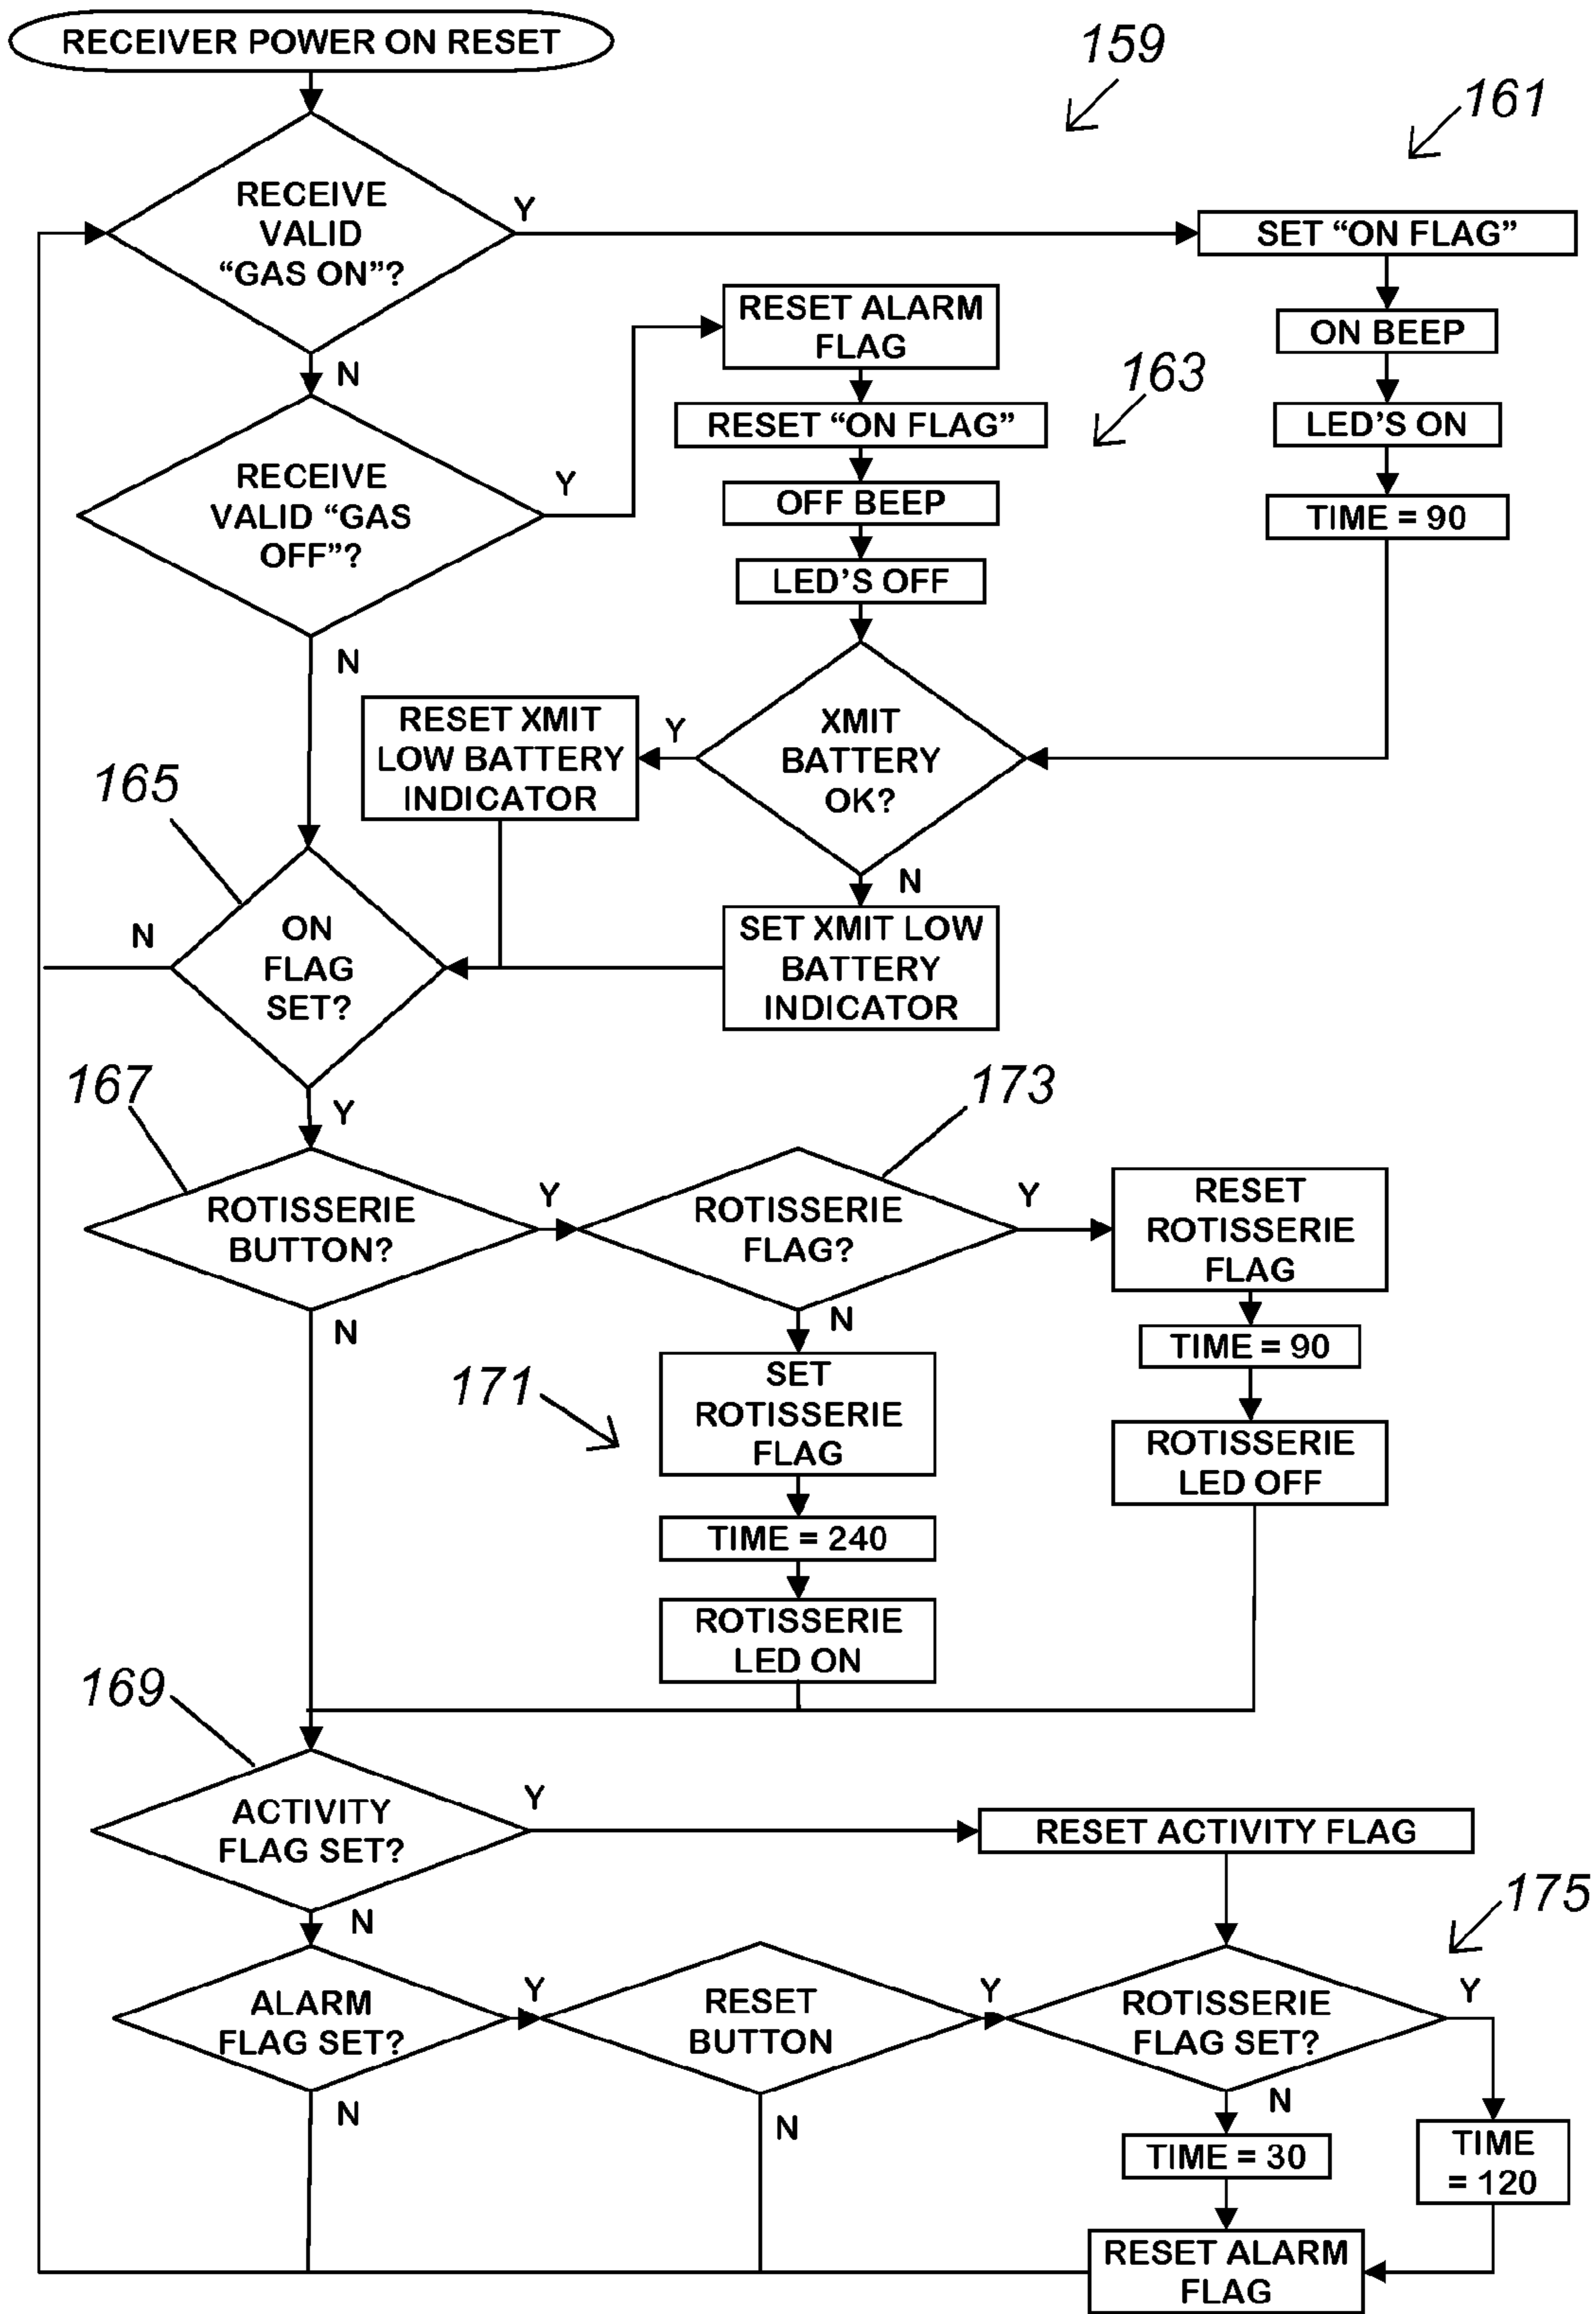 RECEIVER POWER ON RESET
159
161
RECEIVE
VALID
“GAS ON”?
Y
SET “ON FLAG”
RESET ALARM
FLAG
ON BEEP
N
163
RESET “ON FLAG”
LED'S ON
RECEIVE
VALID “GAS
OFF”?
Y
OFF BEEP
TIME = 90
LED'S OFF
N
RESET XMIT
LOW BATTERY
INDICATOR
Y
XMIT
BATTERY
OK?
165
N
N
ON
FLAG
SET?
SET XMIT LOW
BATTERY
INDICATOR
167
Y
173
ROTISSERIE
BUTTON?
Y
ROTISSERIE
FLAG?
Y
RESET
ROTISSERIE
FLAG
N
N
TIME = 90
171
SET
ROTISSERIE
FLAG
ROTISSERIE
LED OFF
TIME = 240
ROTISSERIE
LED ON
169
ACTIVITY
FLAG SET?
Y
RESET ACTIVITY FLAG
N
175
ALARM
FLAG SET?
Y
RESET
BUTTON
Y
ROTISSERIE
FLAG SET?
Y
N
N
N
TIME = 30
TIME
= 120
RESET ALARM
FLAG